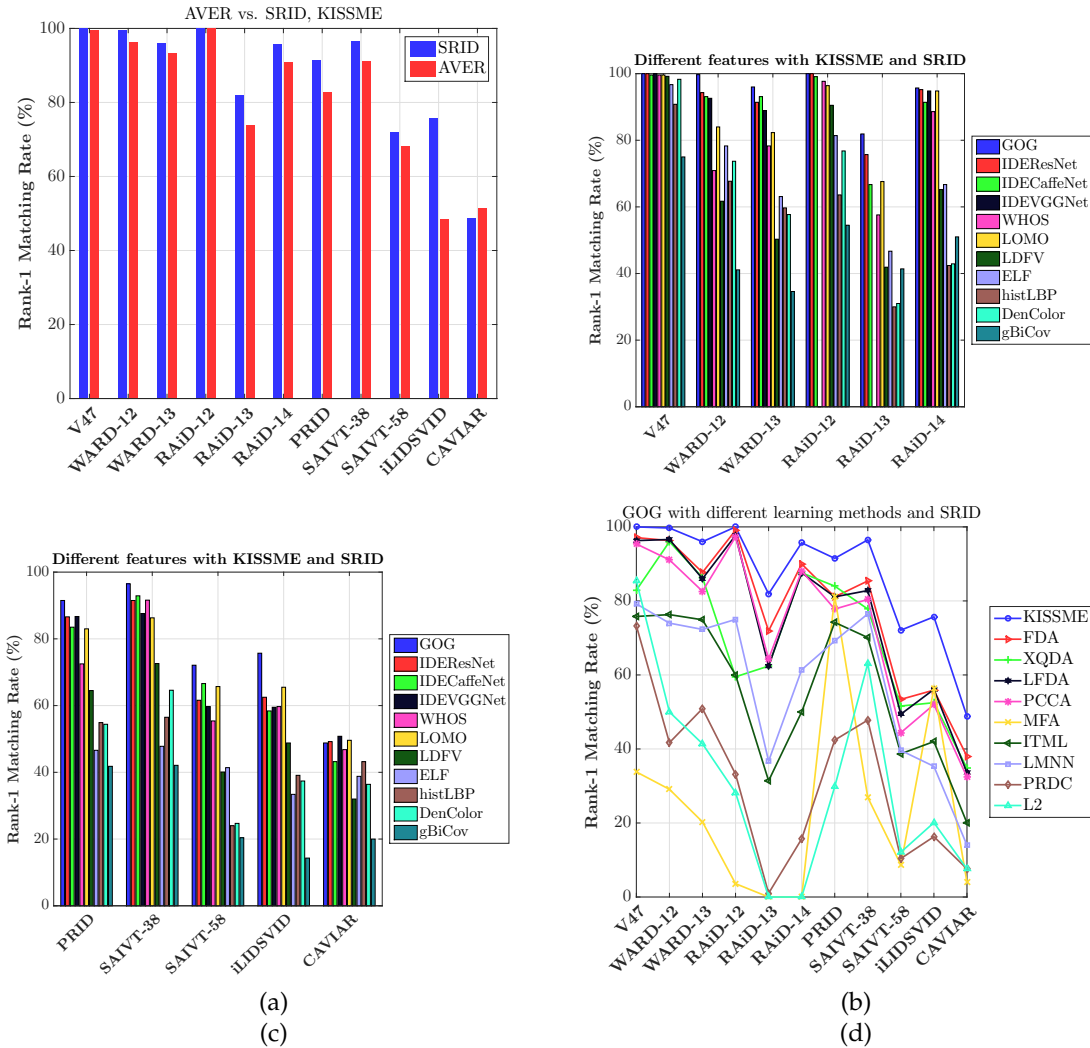 AVER vs. SRID, KISSME
Rank-1 Matching Rate (%)
100
80
60
40
20
0
SRID
AVER
V47
WARD-12
WARD-13
RAiD-12
RAiD-13
RAiD-14
PRID
SAIVT-38
SAIVT-58
iLIDSVID
CAVIAR
Different features with KISSME and SRID
Rank-1 Matching Rate (%)
100
80
60
40
20
0
GOG
IDEResNet
IDECaffeNet
IDEVGGNet
WHOS
LOMO
LDFV
ELF
histLBP
DenColor
gBiCov
V47
WARD-12
WARD-13
RAiD-12
RAiD-13
RAiD-14
Different features with KISSME and SRID
Rank-1 Matching Rate (%)
100
80
60
40
20
0
GOG
IDEResNet
IDECaffeNet
IDEVGGNet
WHOS
LOMO
LDFV
ELF
histLBP
DenColor
gBiCov
PRID
SAIVT-38
SAIVT-58
iLIDSVID
CAVIAR
GOG with different learning methods and SRID
Rank-1 Matching Rate (%)
100
80
60
40
20
0
KISSME
FDA
XQDA
LFDA
PCCA
MFA
ITML
LMNN
PRDC
L2
V47
WARD-12
WARD-13
RAiD-12
RAiD-13
RAiD-14
PRID
SAIVT-38
SAIVT-58
iLIDSVID
CAVIAR
(a)
(b)
(c)
(d)